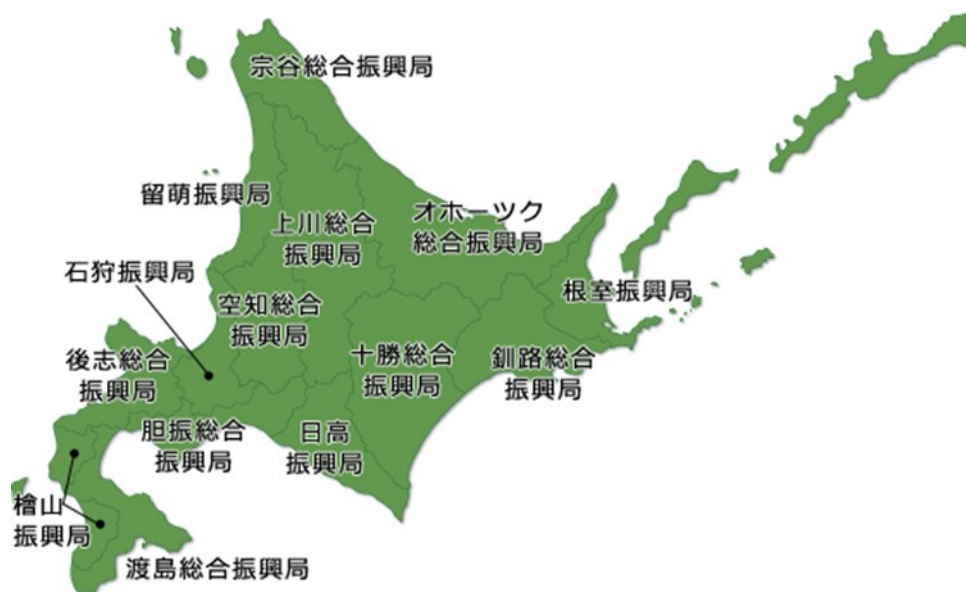 宗谷総合振興局
留萌振興局
上川総合
振興局
オホーツク
総合振興局
石狩振興局
空知総合
振興局
根室振興局
後志総合
振興局
十勝総合
振興局
釧路総合
振興局
胆振総合
振興局
日高
振興局
檜山
振興局
渡島総合振興局